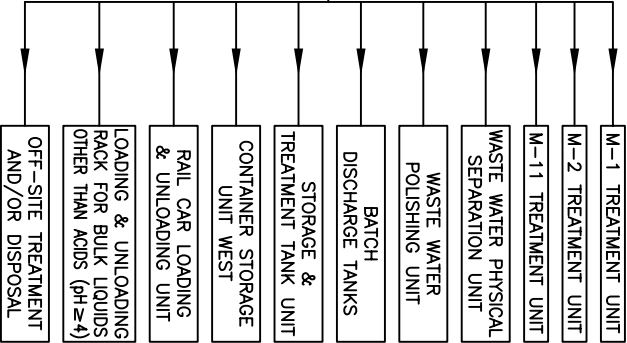 M-1 TREATMENT UNIT
M-2 TREATMENT UNIT
M-11 TREATMENT UNIT
WASTE WATER PHYSICAL
SEPARATION UNIT
WASTE WATER
POLISHING UNIT
BATCH
DISCHARGE TANKS
STORAGE &
TREATMENT TANK UNIT
CONTAINER STORAGE
UNIT WEST
RAIL CAR LOADING
& UNLOADING UNIT
LOADING & UNLOADING
RACK FOR BULK LIQUIDS
OTHER THAN ACIDS (pH≥4)
OFF-SITE TREATMENT
AND/OR DISPOSAL